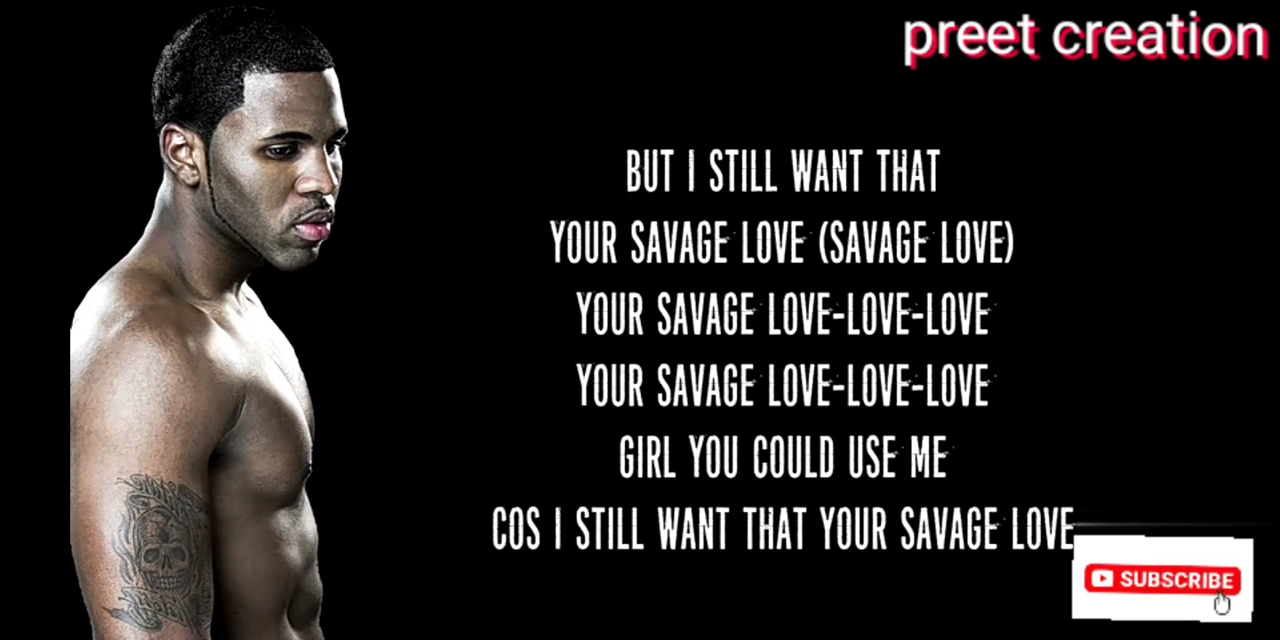 preet creation
BUT I STILL WANT THAT
YOUR SAVAGE LOVE (SAVAGE LOVE)
YOUR SAVAGE LOVE-LOVE-LOVE
YOUR SAVAGE LOVE-LOVE-LOVE
GIRL YOU COULD USE ME
COS I STILL WANT THAT YOUR SAVAGE LOVE
SUBSCRIBE